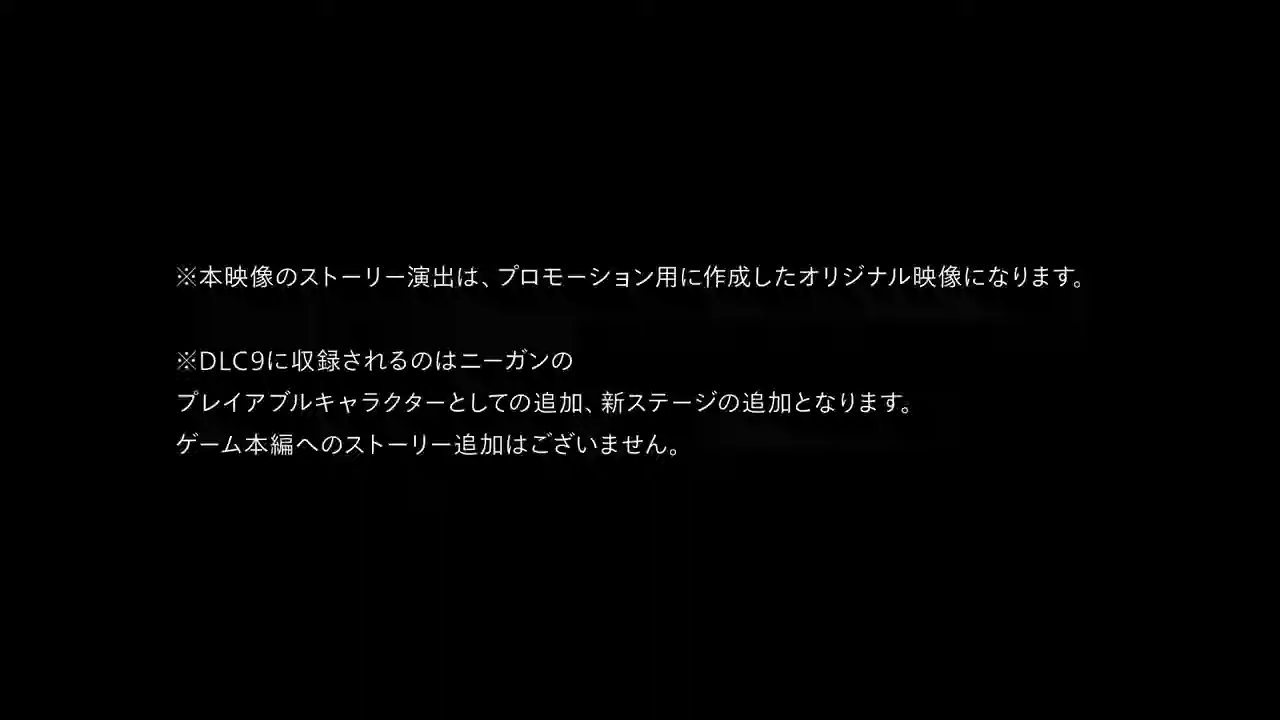 ※本映像のストーリー演出は、プロモーション用に作成したオリジナル映像になります。
※DLC9に収録されるのはニーガンの
プレイアブルキャラクターとしての追加、新ステージの追加となります。
ゲーム本編へのストーリー追加はございません。